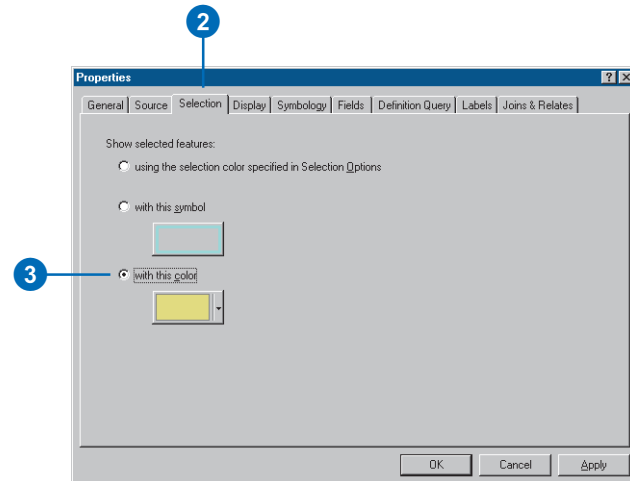 2
Properties
General Source Selection Display Symbology Fields Definition Query Labels Joins & Relates
Show selected features:
using the selection color specified in Selection Options
with this symbol
3
with this color
OK Cancel Apply